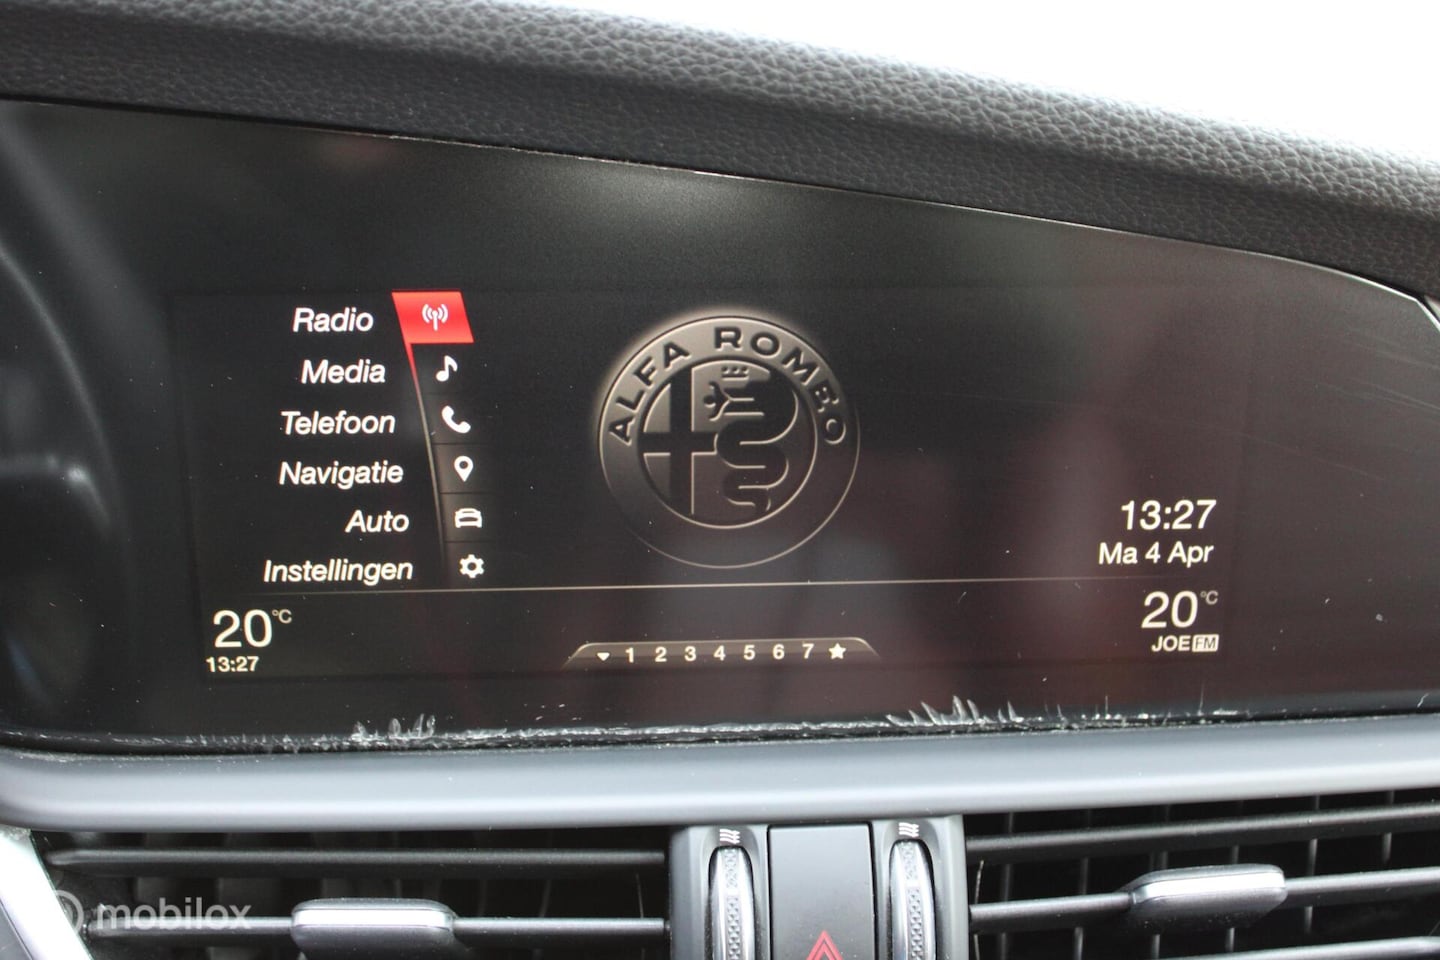 Radio
Media
Telefoon
Navigatie
Auto
Instellingen
ALFA ROMEO
13:27
Ma 4 Apr
20°C
13:27
1 2 3 4 5 6 7
20°C
JOE FM
mobilox